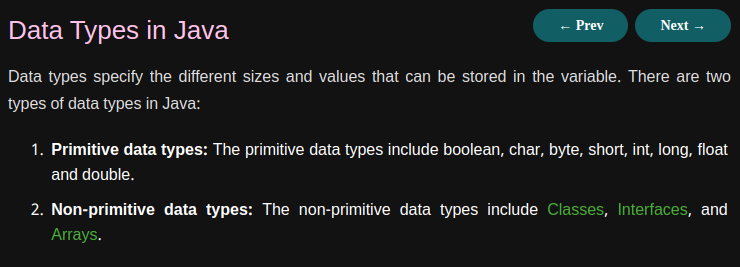 Data Types in Java
← Prev
Next →
Data types specify the different sizes and values that can be stored in the variable. There are two
types of data types in Java:
1. Primitive data types: The primitive data types include boolean, char, byte, short, int, long, float
and double.
2. Non-primitive data types: The non-primitive data types include Classes, Interfaces, and
Arrays.